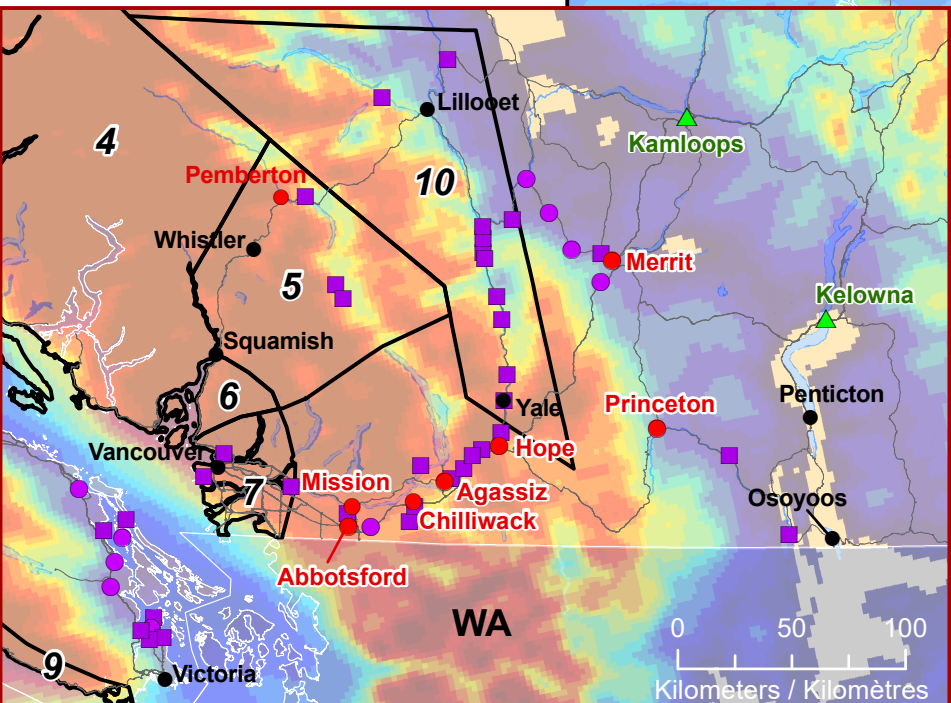 Lillooet
4
Kamloops
Pemberton
10
Whistler
Merrit
5
Kelowna
Squamish
6
Penticton
Yale
Princeton
Hope
Vancouver
Mission
7
Agassiz
Osoyoos
Chilliwack
Abbotsford
WA
0 50 100
9
Victoria
Kilometers / Kilomètres